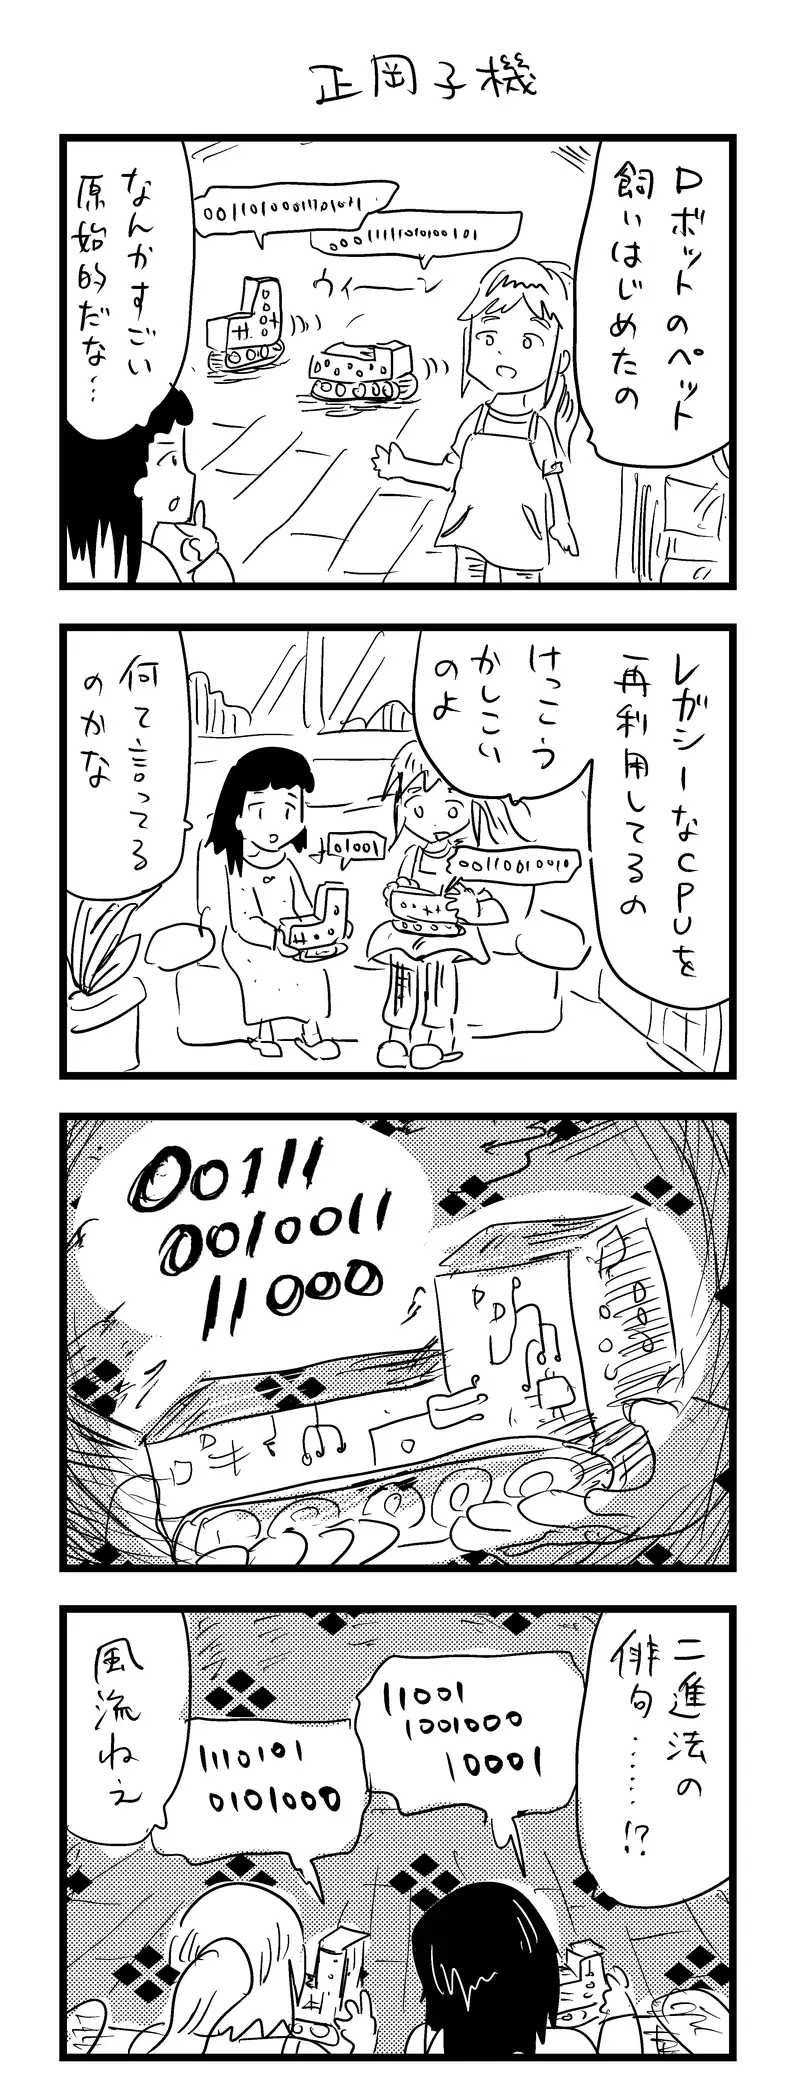 正岡子機
ロボットのペット
飼いはじめたの
000111110100101
00110100011101011
ウィーン
なんかすごい
原始的だな…
レガシーなCPUを
再利用してるの
けっこう
かしこい
のよ
00110010010
01001
何て言ってる
のかな
00111
0010011
11000
二進法の
俳句……!?
11001
1001000
10001
1110101
0101000
風流ねえ